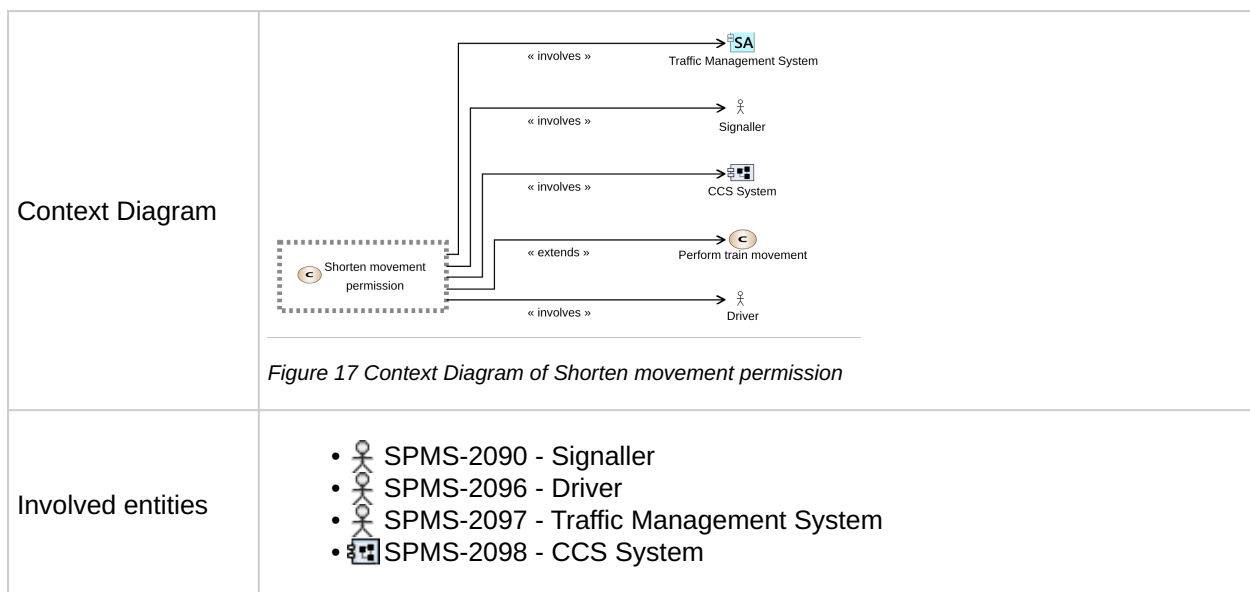 Context Diagram
SA
« involves »
Traffic Management System
« involves »
Signaller
« involves »
CCS System
C
« extends »
Perform train movement
C
Shorten movement
permission
« involves »
Driver
Figure 17 Context Diagram of Shorten movement permission
Involved entities
• SPMS-2090 - Signaller
• SPMS-2096 - Driver
• SPMS-2097 - Traffic Management System
• SPMS-2098 - CCS System